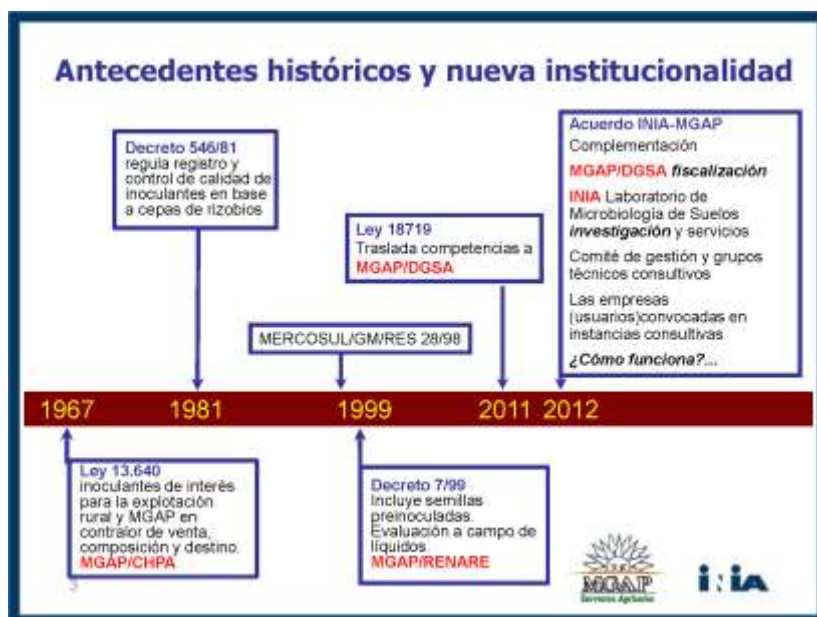 Antecedentes históricos y nueva institucionalidad
Decreto 546/81
regula registro y
control de calidad de
inoculantes en base
a cepas de rizobios
Ley 18719
Traslada competencias a
MGAP/DGSA
Acuerdo INIA-MGAP
Complementación
MGAP/DGSA fiscalización
INIA Laboratorio de
Microbiología de Suelos
investigación y servicios
Comité de gestión y grupos
técnicos consultivos
Las empresas
(usuarios)convocadas en
instancias consultivas
¿Cómo funciona?...
MERCOSUL/GM/RES 28/98
1967 1981 1999 2011 2012
Ley 13.640
inoculantes de interés
para la explotación
rural y MGAP en
contralor de venta,
composición y destino.
MGAP/CHPA
Decreto 7/99
Incluye semillas
preinoculadas.
Evaluación a campo de
líquidos.
MGAP/RENARE
MGAP
Servicios Agrícolas
iNiA
3